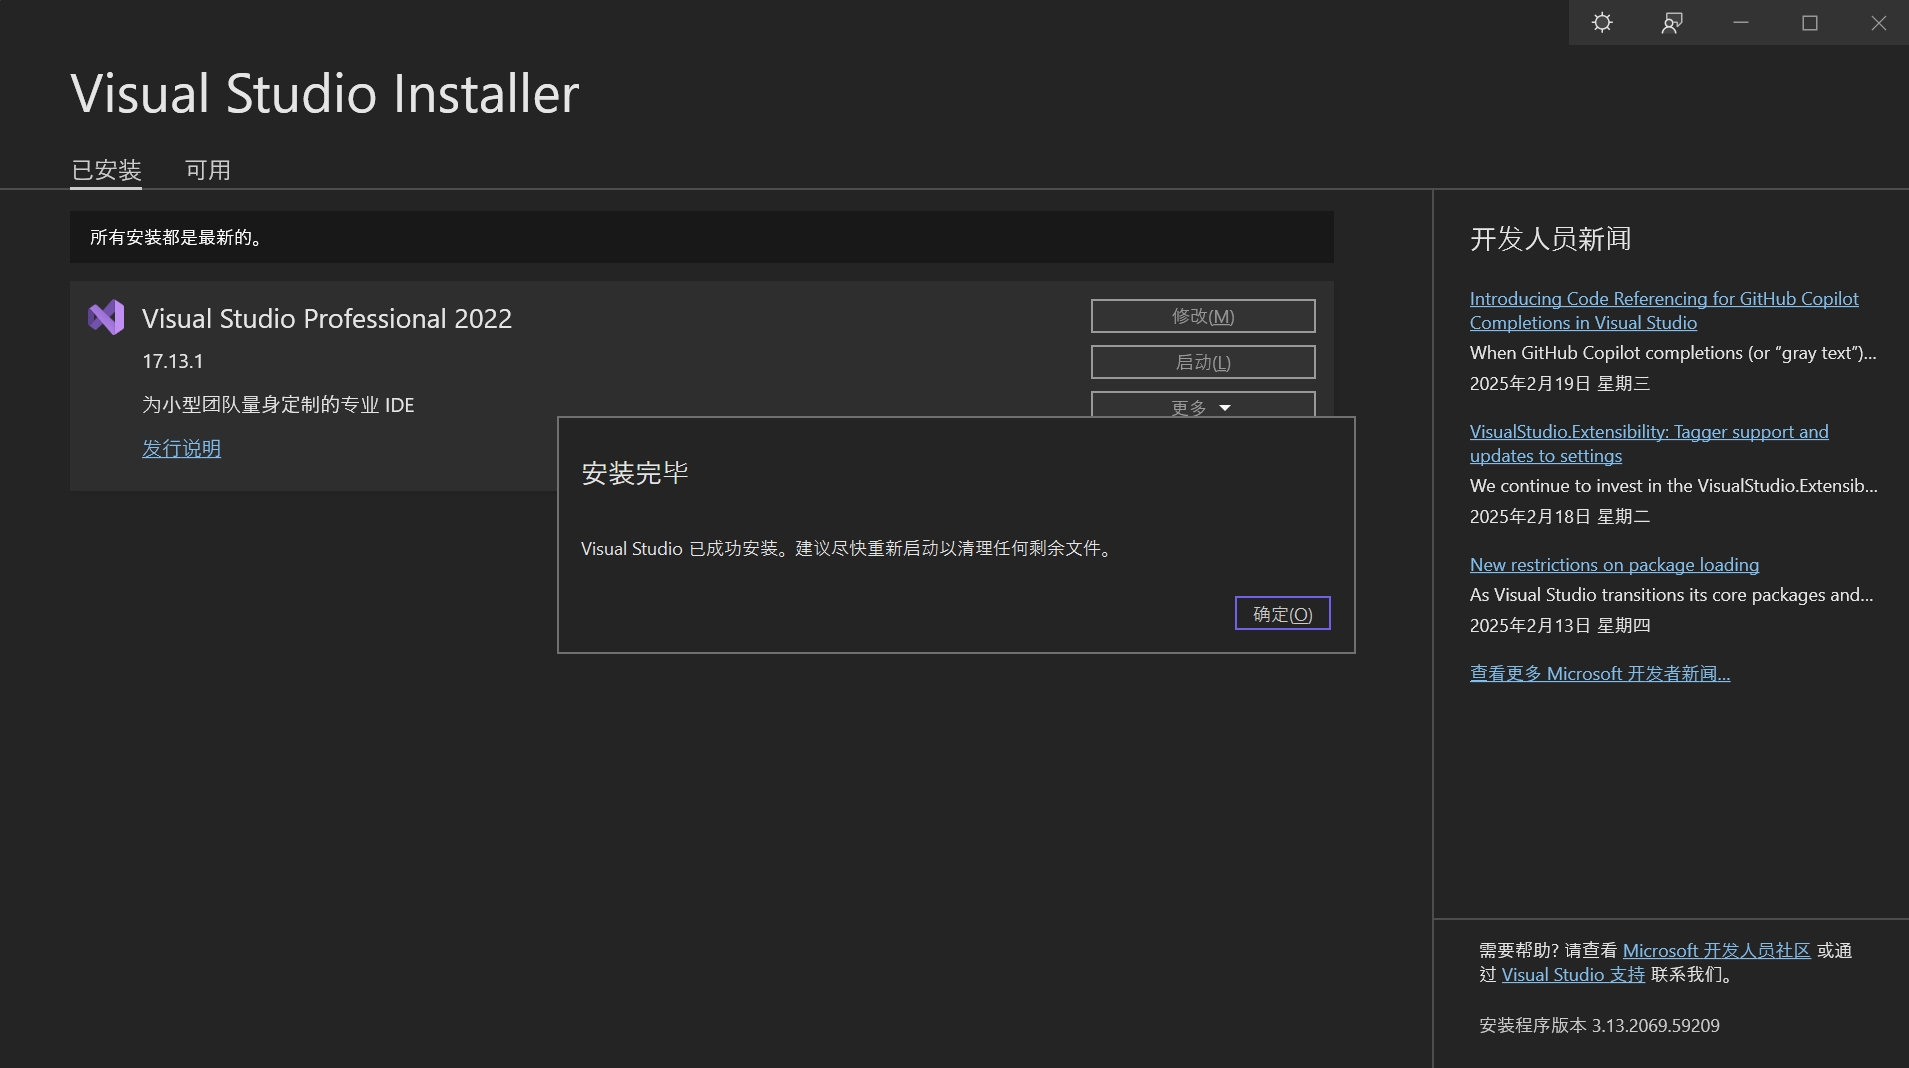 Visual Studio Installer
已安装
可用
所有安装都是最新的。
Visual Studio Professional 2022
17.13.1
为小型团队量身定制的专业 IDE
发行说明
修改(M)
启动(L)
更多
安装完毕
Visual Studio 已成功安装。建议尽快重新启动以清理任何剩余文件。
确定(O)
开发人员新闻
Introducing Code Referencing for GitHub Copilot
Completions in Visual Studio
When GitHub Copilot completions (or “gray text”)...
2025年2月19日 星期三
VisualStudio.Extensibility: Tagger support and
updates to settings
We continue to invest in the VisualStudio.Extensib...
2025年2月18日 星期二
New restrictions on package loading
As Visual Studio transitions its core packages and...
2025年2月13日 星期四
查看更多 Microsoft 开发者新闻...
需要帮助? 请查看 Microsoft 开发人员社区 或通
过 Visual Studio 支持 联系我们。
安装程序版本 3.13.2069.59209